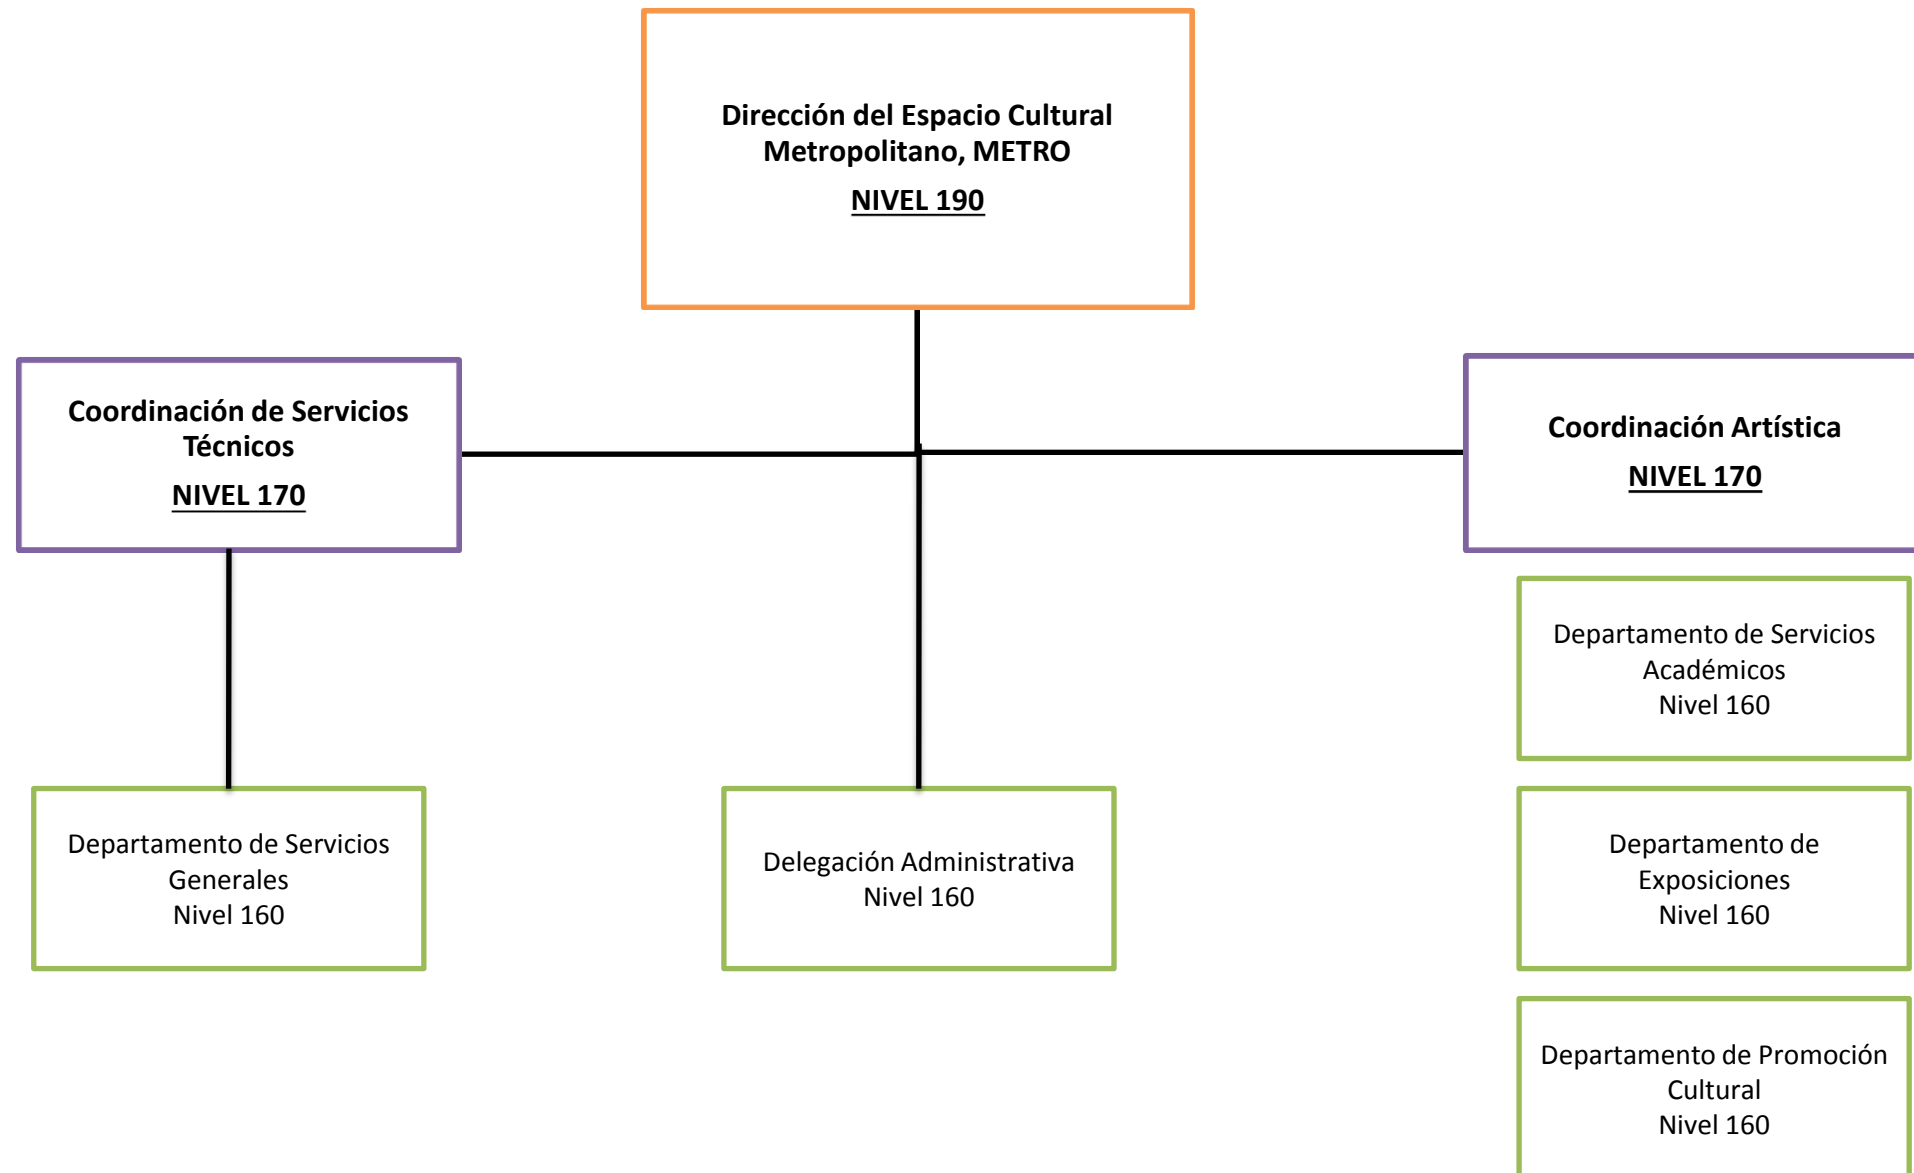 Dirección del Espacio Cultural
Metropolitano, METRO
NIVEL 190
Coordinación de Servicios
Técnicos
NIVEL 170
Coordinación Artística
NIVEL 170
Departamento de Servicios
Académicos
Nivel 160
Departamento de Servicios
Generales
Nivel 160
Delegación Administrativa
Nivel 160
Departamento de
Exposiciones
Nivel 160
Departamento de Promoción
Cultural
Nivel 160